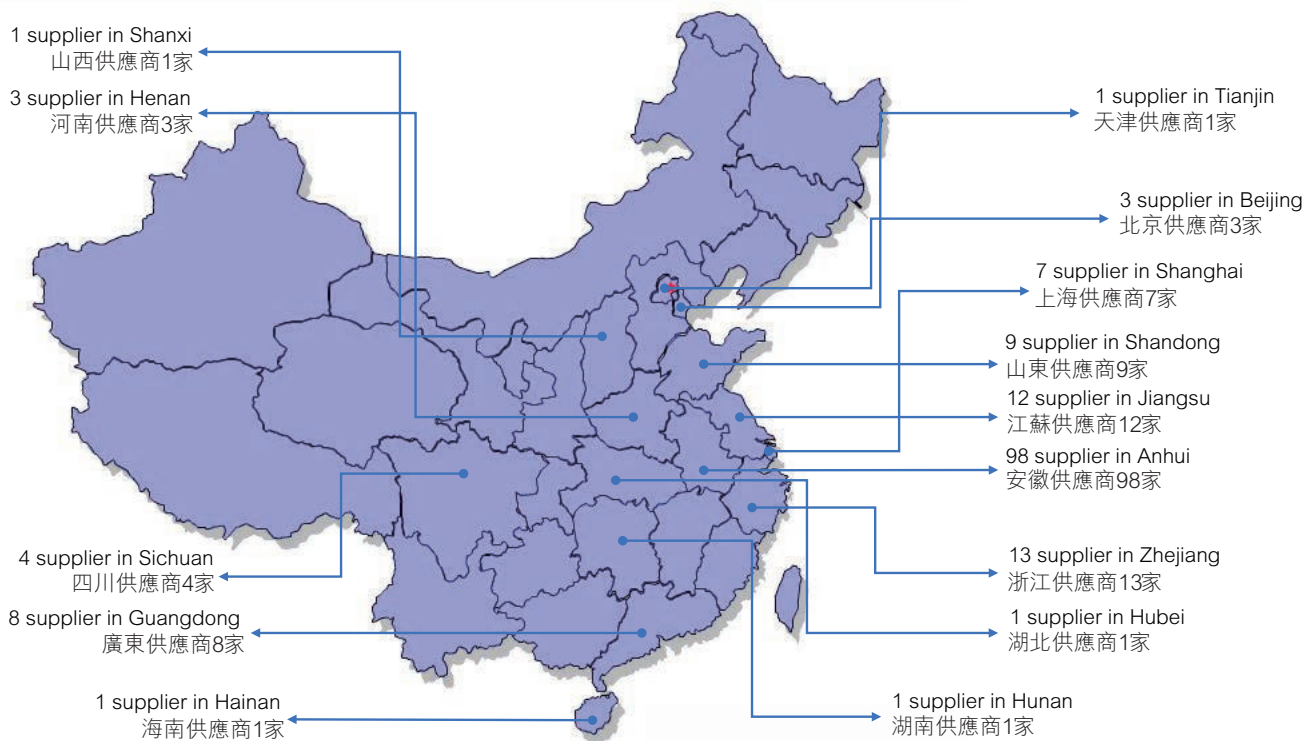 1 supplier in Shanxi
山西供應商1家
3 supplier in Henan
河南供應商3家
4 supplier in Sichuan
四川供應商4家
8 supplier in Guangdong
廣東供應商8家
1 supplier in Hainan
海南供應商1家
1 supplier in Tianjin
天津供應商1家
3 supplier in Beijing
北京供應商3家
7 supplier in Shanghai
上海供應商7家
9 supplier in Shandong
山東供應商9家
12 supplier in Jiangsu
江蘇供應商12家
98 supplier in Anhui
安徽供應商98家
13 supplier in Zhejiang
浙江供應商13家
1 supplier in Hubei
湖北供應商1家
1 supplier in Hunan
湖南供應商1家